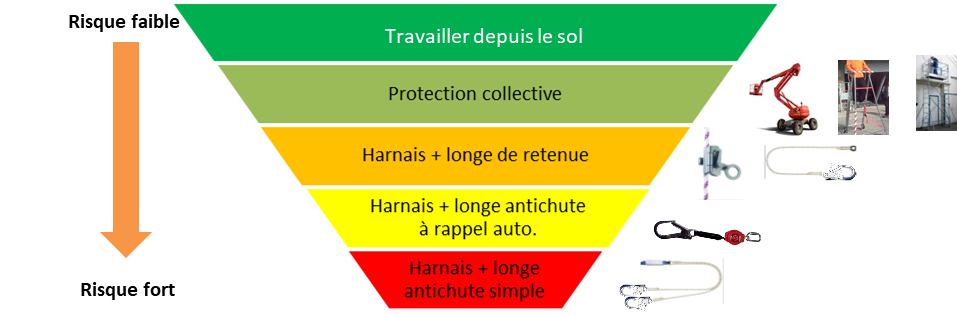 Risque faible
Travailler depuis le sol
Protection collective
Harnais + longe de retenue
Harnais + longe antichute
à rappel auto.
Harnais + longe
antichute simple
Risque fort